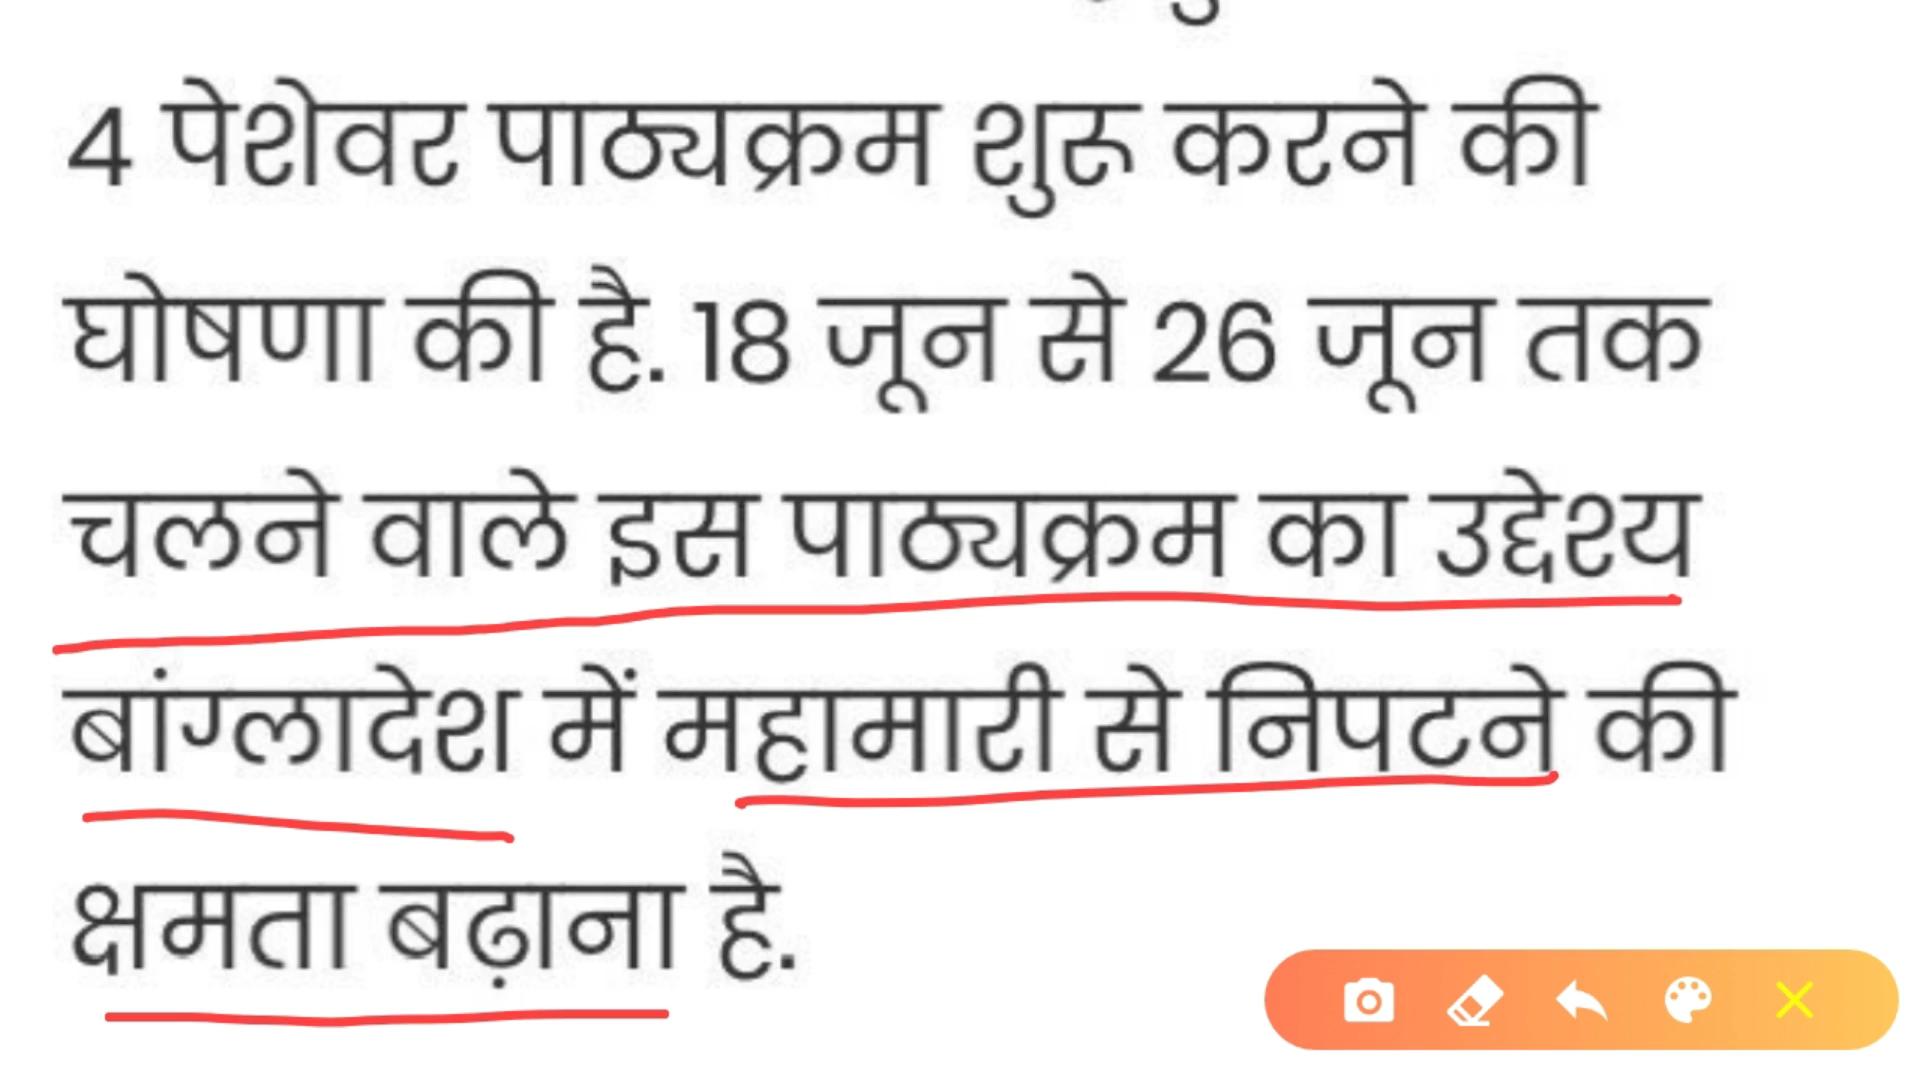 4 पेशेवर पाठ्यक्रम शुरू करने की
घोषणा की है. 18 जून से 26 जून तक
चलने वाले इस पाठ्यक्रम का उद्देश्य
बांग्लादेश में महामारी से निपटने की
क्षमता बढ़ाना है.